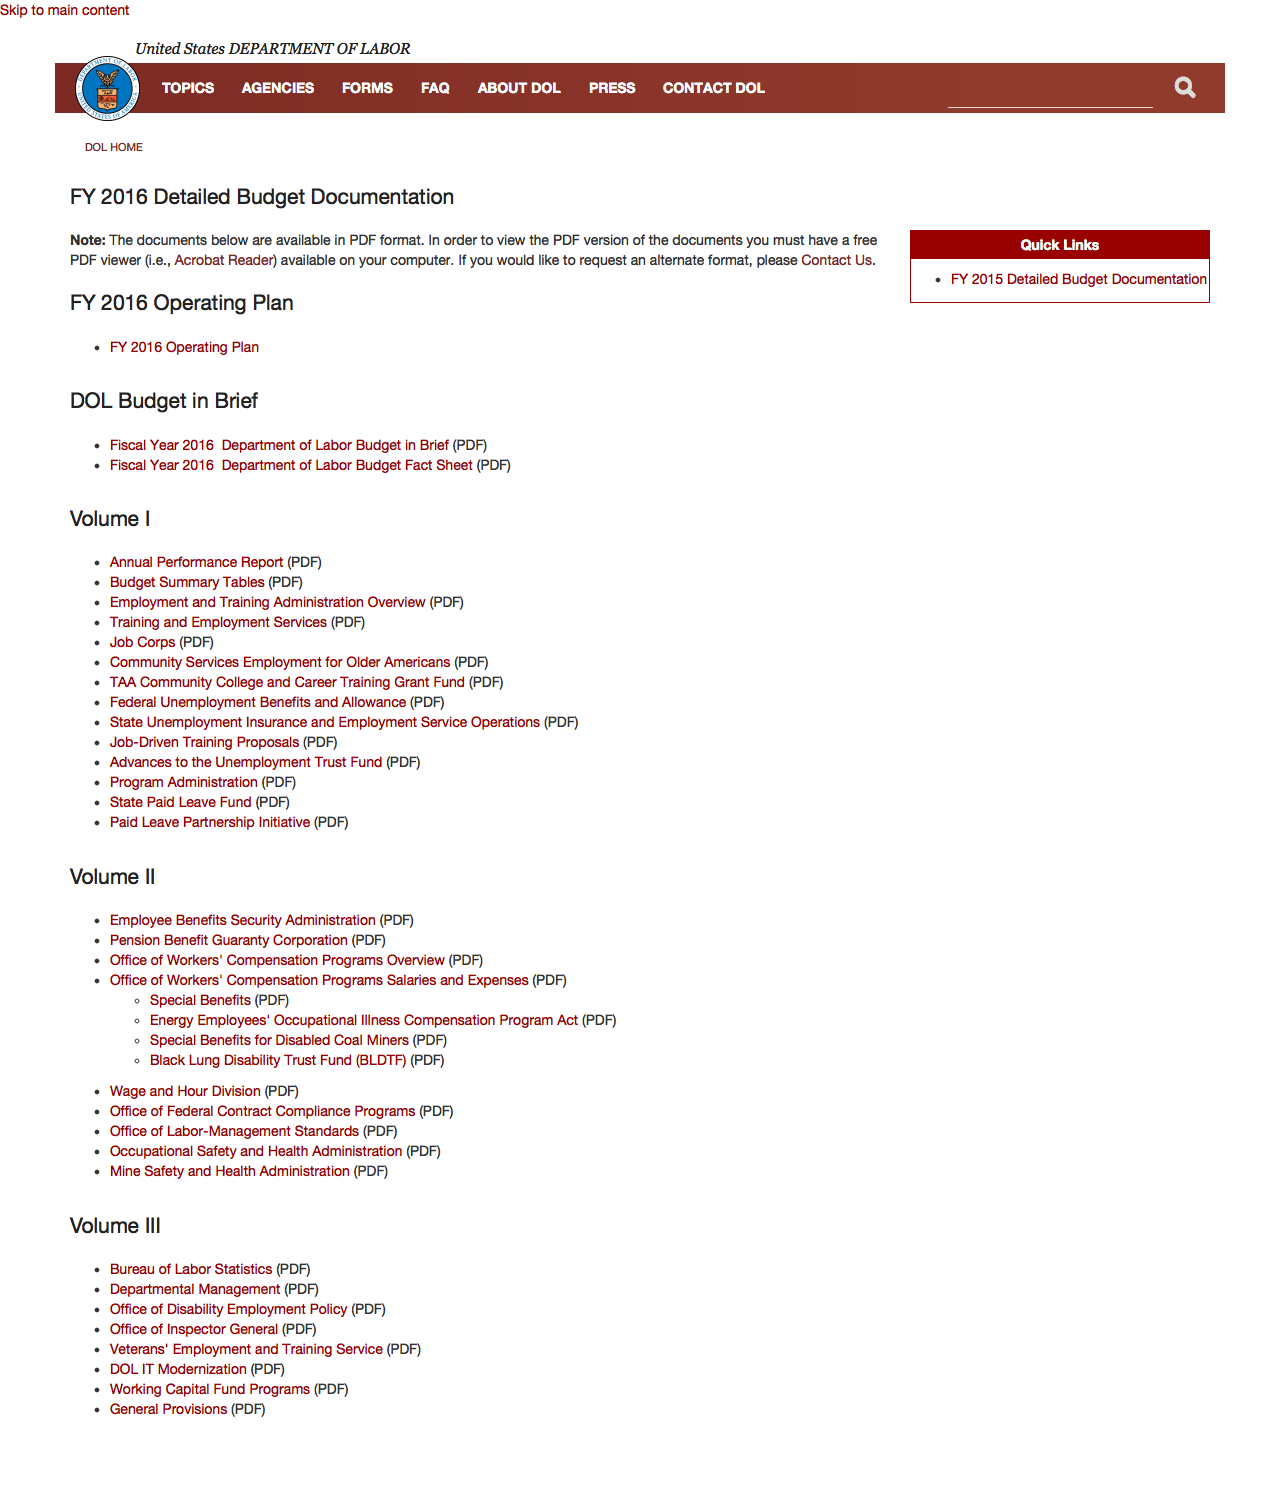 Skip to main content
United States DEPARTMENT OF LABOR
TOPICS AGENCIES FORMS FAQ ABOUT DOL PRESS CONTACT DOL
DEPARTMENT OF LABOR
UNITED STATES OF AMERICA
DOL HOME
FY 2016 Detailed Budget Documentation
Note: The documents below are available in PDF format. In order to view the PDF version of the documents you must have a free
PDF viewer (i.e., Acrobat Reader) available on your computer. If you would like to request an alternate format, please Contact Us.
Quick Links
• FY 2015 Detailed Budget Documentation
FY 2016 Operating Plan
• FY 2016 Operating Plan
DOL Budget in Brief
• Fiscal Year 2016  Department of Labor Budget in Brief (PDF)
• Fiscal Year 2016  Department of Labor Budget Fact Sheet (PDF)
Volume I
• Annual Performance Report (PDF)
• Budget Summary Tables (PDF)
• Employment and Training Administration Overview (PDF)
• Training and Employment Services (PDF)
• Job Corps (PDF)
• Community Services Employment for Older Americans (PDF)
• TAA Community College and Career Training Grant Fund (PDF)
• Federal Unemployment Benefits and Allowance (PDF)
• State Unemployment Insurance and Employment Service Operations (PDF)
• Job-Driven Training Proposals (PDF)
• Advances to the Unemployment Trust Fund (PDF)
• Program Administration (PDF)
• State Paid Leave Fund (PDF)
• Paid Leave Partnership Initiative (PDF)
Volume II
• Employee Benefits Security Administration (PDF)
• Pension Benefit Guaranty Corporation (PDF)
• Office of Workers' Compensation Programs Overview (PDF)
• Office of Workers' Compensation Programs Salaries and Expenses (PDF)
◦ Special Benefits (PDF)
◦ Energy Employees' Occupational Illness Compensation Program Act (PDF)
◦ Special Benefits for Disabled Coal Miners (PDF)
◦ Black Lung Disability Trust Fund (BLDTF) (PDF)
• Wage and Hour Division (PDF)
• Office of Federal Contract Compliance Programs (PDF)
• Office of Labor-Management Standards (PDF)
• Occupational Safety and Health Administration (PDF)
• Mine Safety and Health Administration (PDF)
Volume III
• Bureau of Labor Statistics (PDF)
• Departmental Management (PDF)
• Office of Disability Employment Policy (PDF)
• Office of Inspector General (PDF)
• Veterans' Employment and Training Service (PDF)
• DOL IT Modernization (PDF)
• Working Capital Fund Programs (PDF)
• General Provisions (PDF)